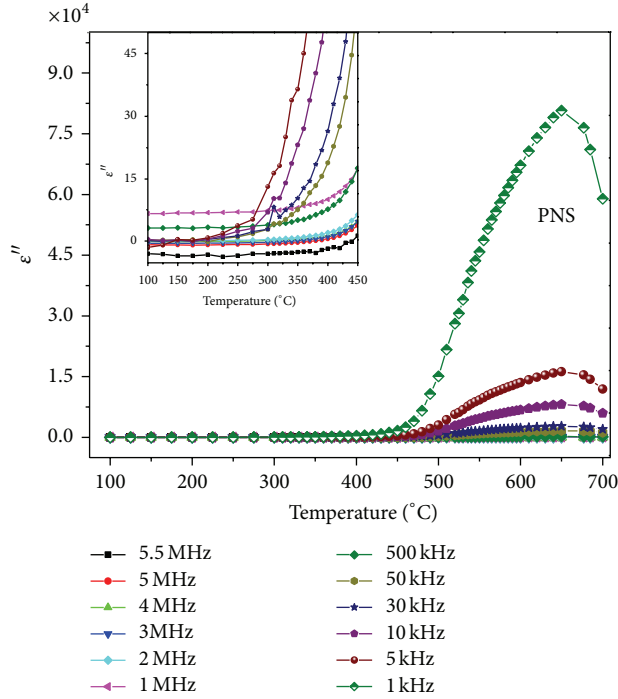 ×10⁴
9.0
7.5
6.0
4.5
3.0
1.5
0.0
ε″
45
30
15
0
ε″
100 150 200 250 300 350 400 450
Temperature (°C)
PNS
100 200 300 400 500 600 700
Temperature (°C)
5.5 MHz
5 MHz
4 MHz
3MHz
2 MHz
1 MHz
500 kHz
50 kHz
30 kHz
10 kHz
5 kHz
1 kHz